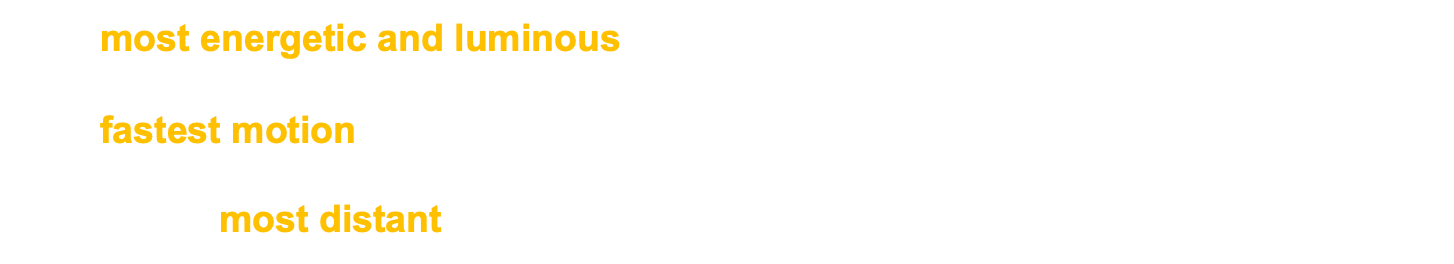 most energetic and luminous
fastest motion
most distant